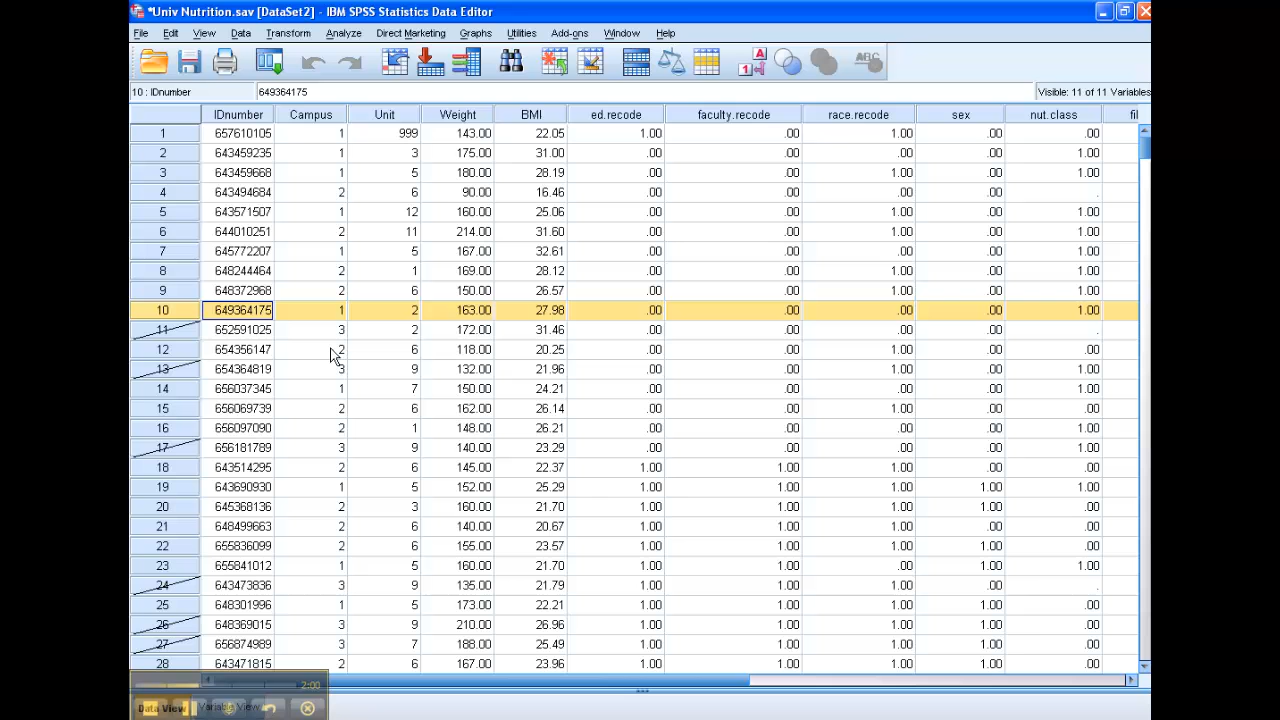 *Univ Nutrition.sav [DataSet2] - IBM SPSS Statistics Data Editor
File Edit View Data Transform Analyze Direct Marketing Graphs Utilities Add-ons Window Help
10 : IDnumber 649364175 Visible: 11 of 11 Variables
IDnumber Campus Unit Weight BMI ed.recode faculty.recode race.recode sex nut.class fil
1 657610105 1 999 143.00 22.05 1.00 .00 1.00 .00 .00
2 643459235 1 3 175.00 31.00 .00 .00 .00 .00 1.00
3 643459668 1 5 180.00 28.19 .00 .00 1.00 .00 1.00
4 643494684 2 6 90.00 16.46 .00 .00 .00 .00 .
5 643571507 1 12 160.00 25.06 .00 .00 1.00 .00 1.00
6 644010251 2 11 214.00 31.60 .00 .00 1.00 .00 1.00
7 645772207 1 5 167.00 32.61 .00 .00 .00 .00 1.00
8 648244464 2 1 169.00 28.12 .00 .00 1.00 .00 .00
9 648372968 2 6 150.00 26.57 .00 .00 1.00 .00 .00
10 649364175 1 2 163.00 27.98 .00 .00 .00 .00 1.00
11 652591025 3 2 172.00 31.46 .00 .00 .00 .00 .
12 654356147 2 6 118.00 20.25 .00 .00 1.00 .00 .00
13 654364819 3 9 132.00 21.96 .00 .00 .00 .00 1.00
14 656037345 1 7 150.00 24.21 .00 .00 .00 .00 .00
15 656069739 2 6 162.00 26.14 .00 .00 1.00 .00 .00
16 656097090 2 1 148.00 26.21 .00 .00 .00 .00 .00
17 656181789 3 9 140.00 23.29 .00 .00 .00 .00 1.00
18 643514295 2 6 145.00 22.37 1.00 1.00 1.00 .00 .00
19 643690930 1 5 152.00 25.29 1.00 1.00 1.00 1.00 1.00
20 645368136 2 3 160.00 21.70 1.00 1.00 1.00 1.00 .00
21 648499663 2 6 140.00 20.67 1.00 1.00 1.00 .00 .00
22 655836099 2 6 155.00 23.57 1.00 1.00 1.00 1.00 .00
23 655841012 1 5 160.00 21.70 1.00 1.00 1.00 .00 1.00
24 643473836 3 9 135.00 21.79 1.00 1.00 1.00 .00 .
25 648301996 1 5 173.00 22.21 1.00 1.00 1.00 1.00 .00
26 648369015 3 9 210.00 26.96 1.00 1.00 1.00 1.00 .00
27 656874989 3 7 188.00 25.49 1.00 1.00 1.00 1.00 .00
28 643471815 2 6 167.00 23.96 1.00 1.00 1.00 .00 .00
2:00
Data View Variable View